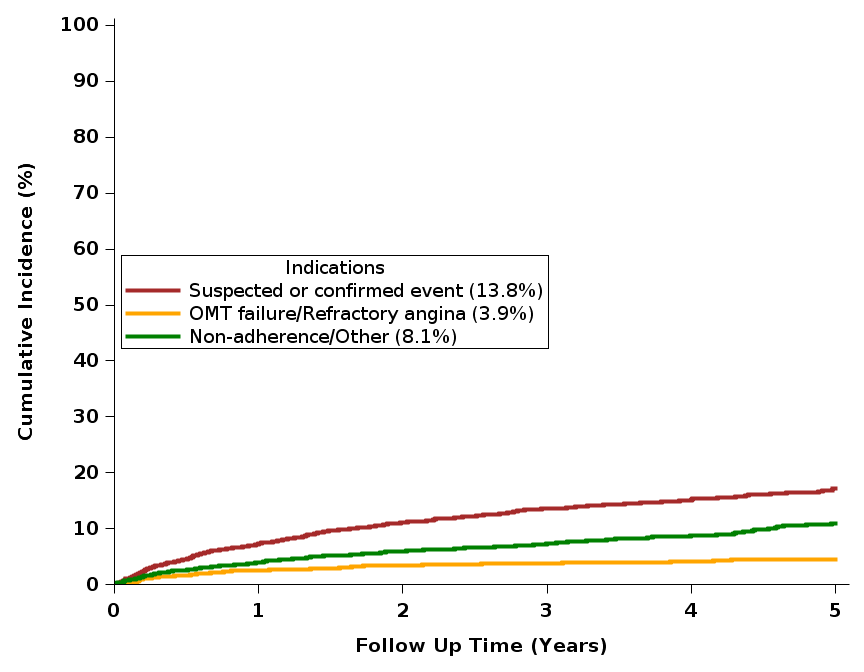 100
90
80
70
60
50
40
30
20
10
0
Cumulative Incidence (%)
Indications
Suspected or confirmed event (13.8%)
OMT failure/Refractory angina (3.9%)
Non-adherence/Other (8.1%)
0 1 2 3 4 5
Follow Up Time (Years)